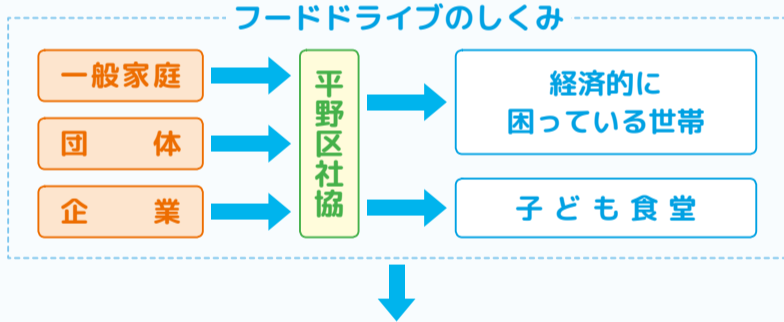 フードドライブのしくみ
一般家庭
団体
企業
平野区社協
経済的に
困っている世帯
子ども食堂